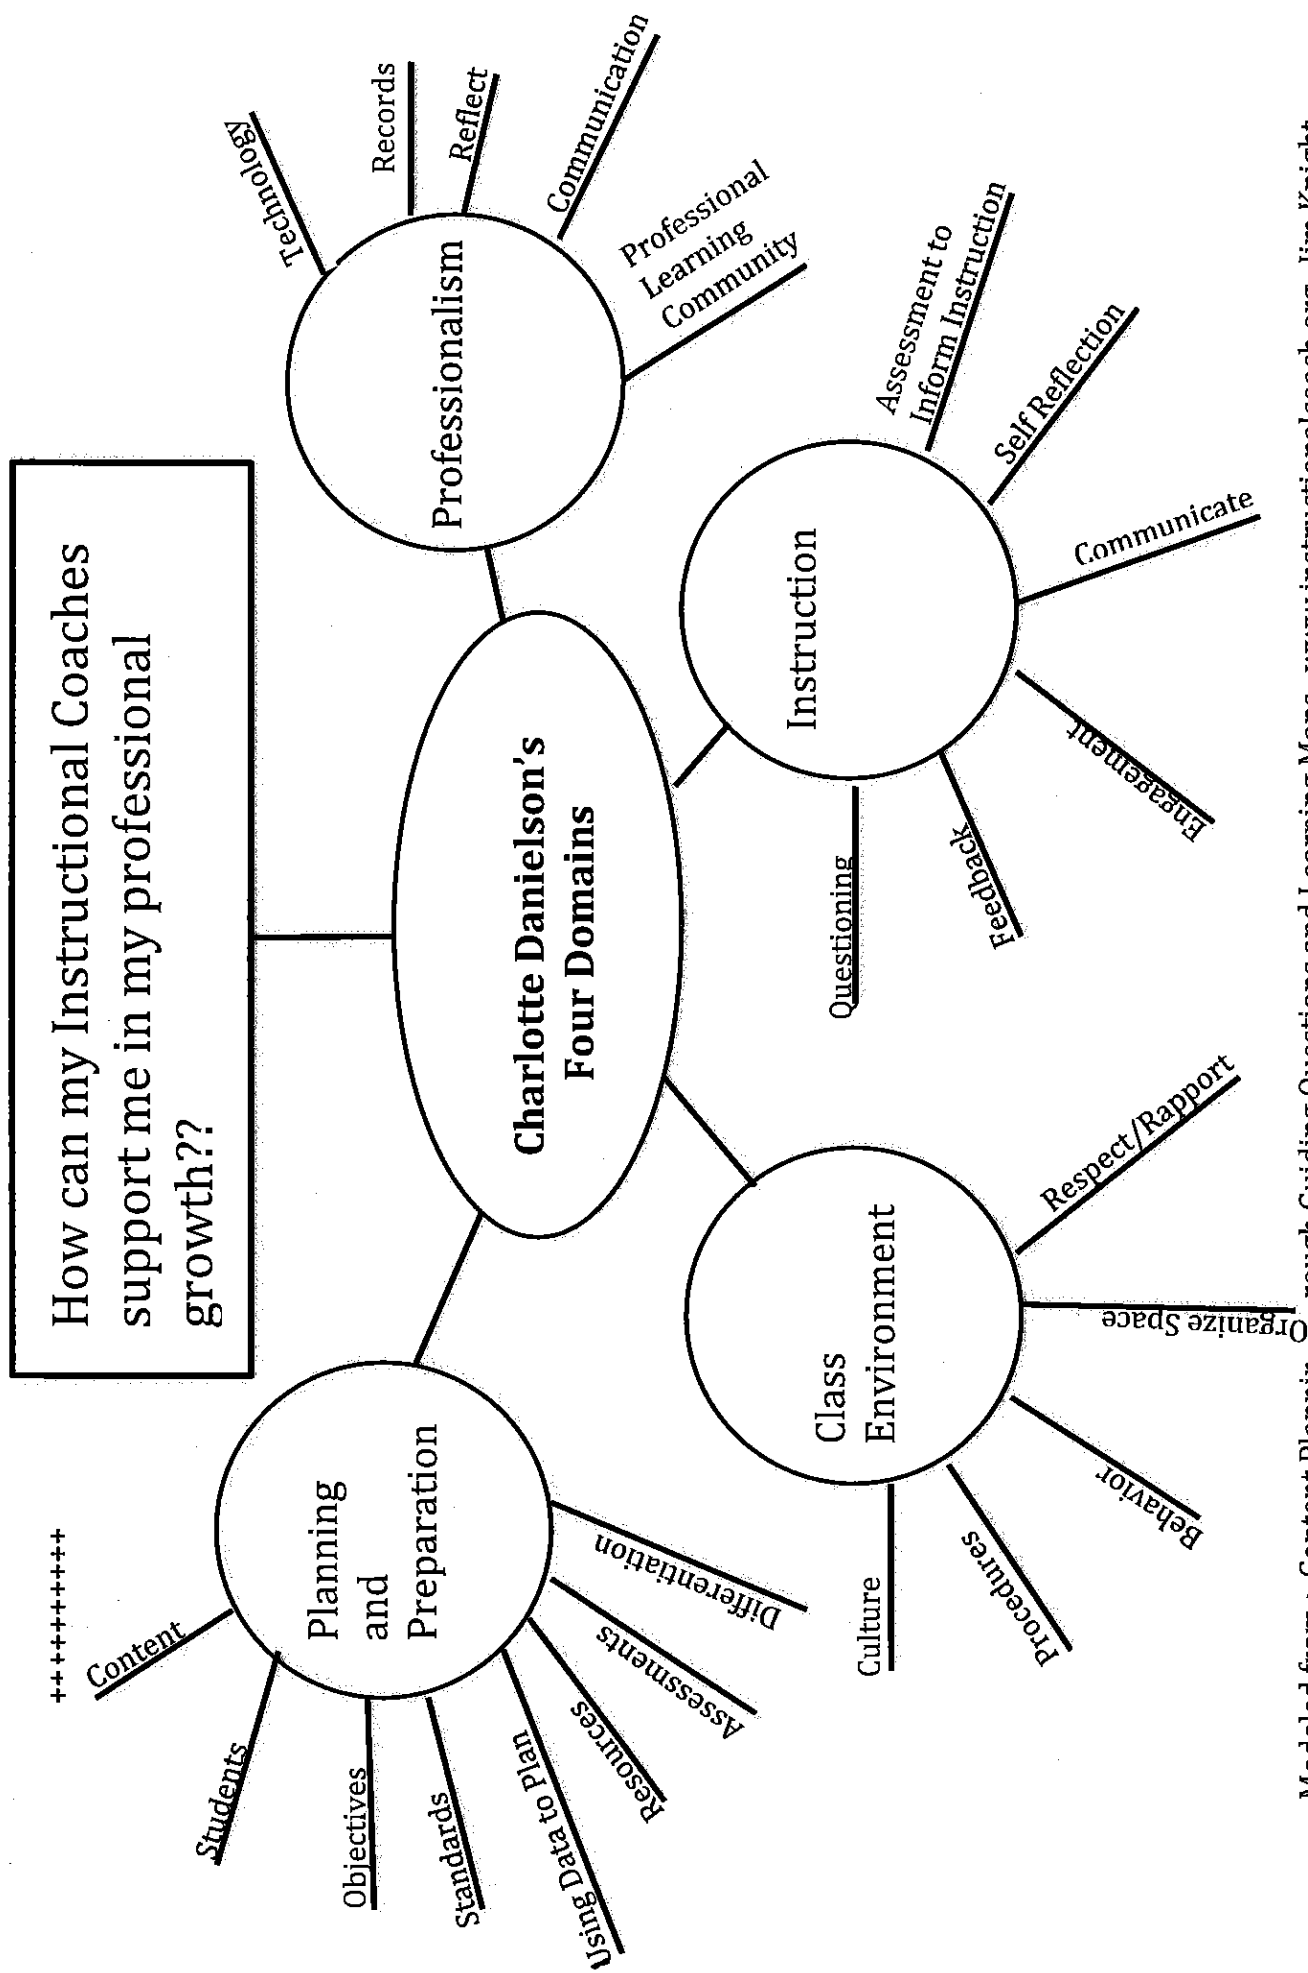 How can my Instructional Coaches
support me in my professional
growth??
++++++++++
Charlotte Danielson's
Four Domains
Planning
and
Preparation
Content
Students
Objectives
Standards
Using Data to Plan
Resources
Assessments
Differentiation
Class
Environment
Culture
Procedures
Behavior
Organize Space
Respect/Rapport
Instruction
Questioning
Feedback
Engagement
Communicate
Self Reflection
Assessment to
Inform Instruction
Professionalism
Technology
Records
Reflect
Communication
Professional
Learning
Community